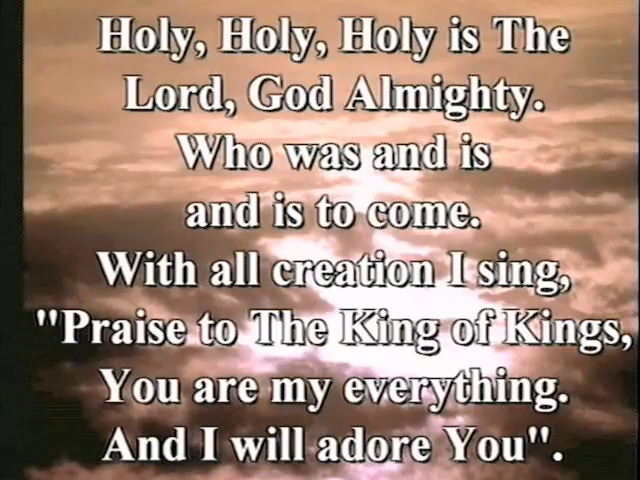 Holy, Holy, Holy is The
Lord, God Almighty.
Who was and is
and is to come.
With all creation I sing,
"Praise to The King of Kings,
You are my everything.
And I will adore You".